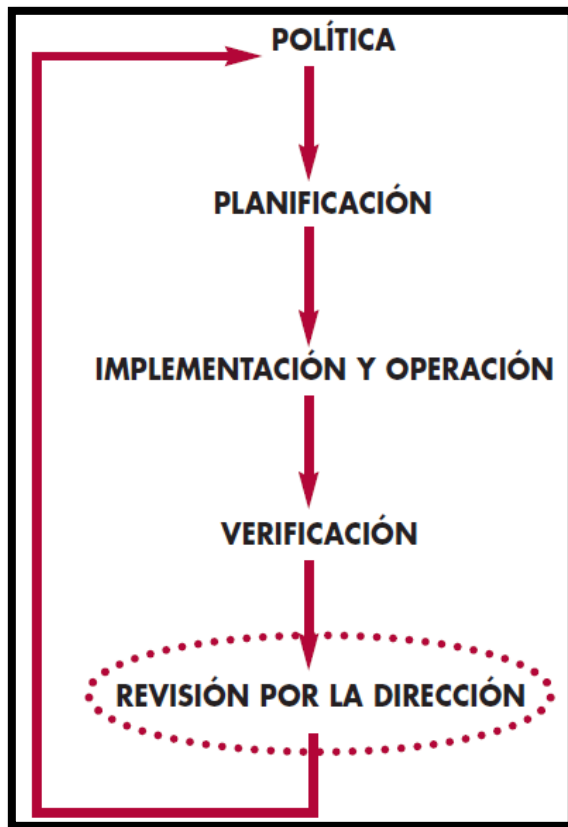 POLÍTICA
PLANIFICACIÓN
IMPLEMENTACIÓN Y OPERACIÓN
VERIFICACIÓN
REVISIÓN POR LA DIRECCIÓN